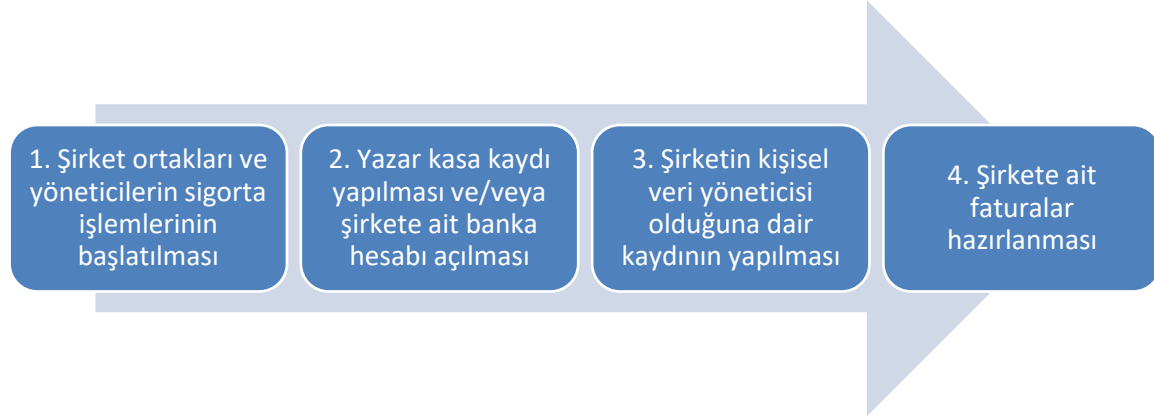 1. Şirket ortakları ve
yöneticilerin sigorta
işlemlerinin
başlatılması
2. Yazar kasa kaydı
yapılması ve/veya
şirkete ait banka
hesabı açılması
3. Şirketin kişisel
veri yöneticisi
olduğuna dair
kaydının yapılması
4. Şirkete ait
faturalar
hazırlanması